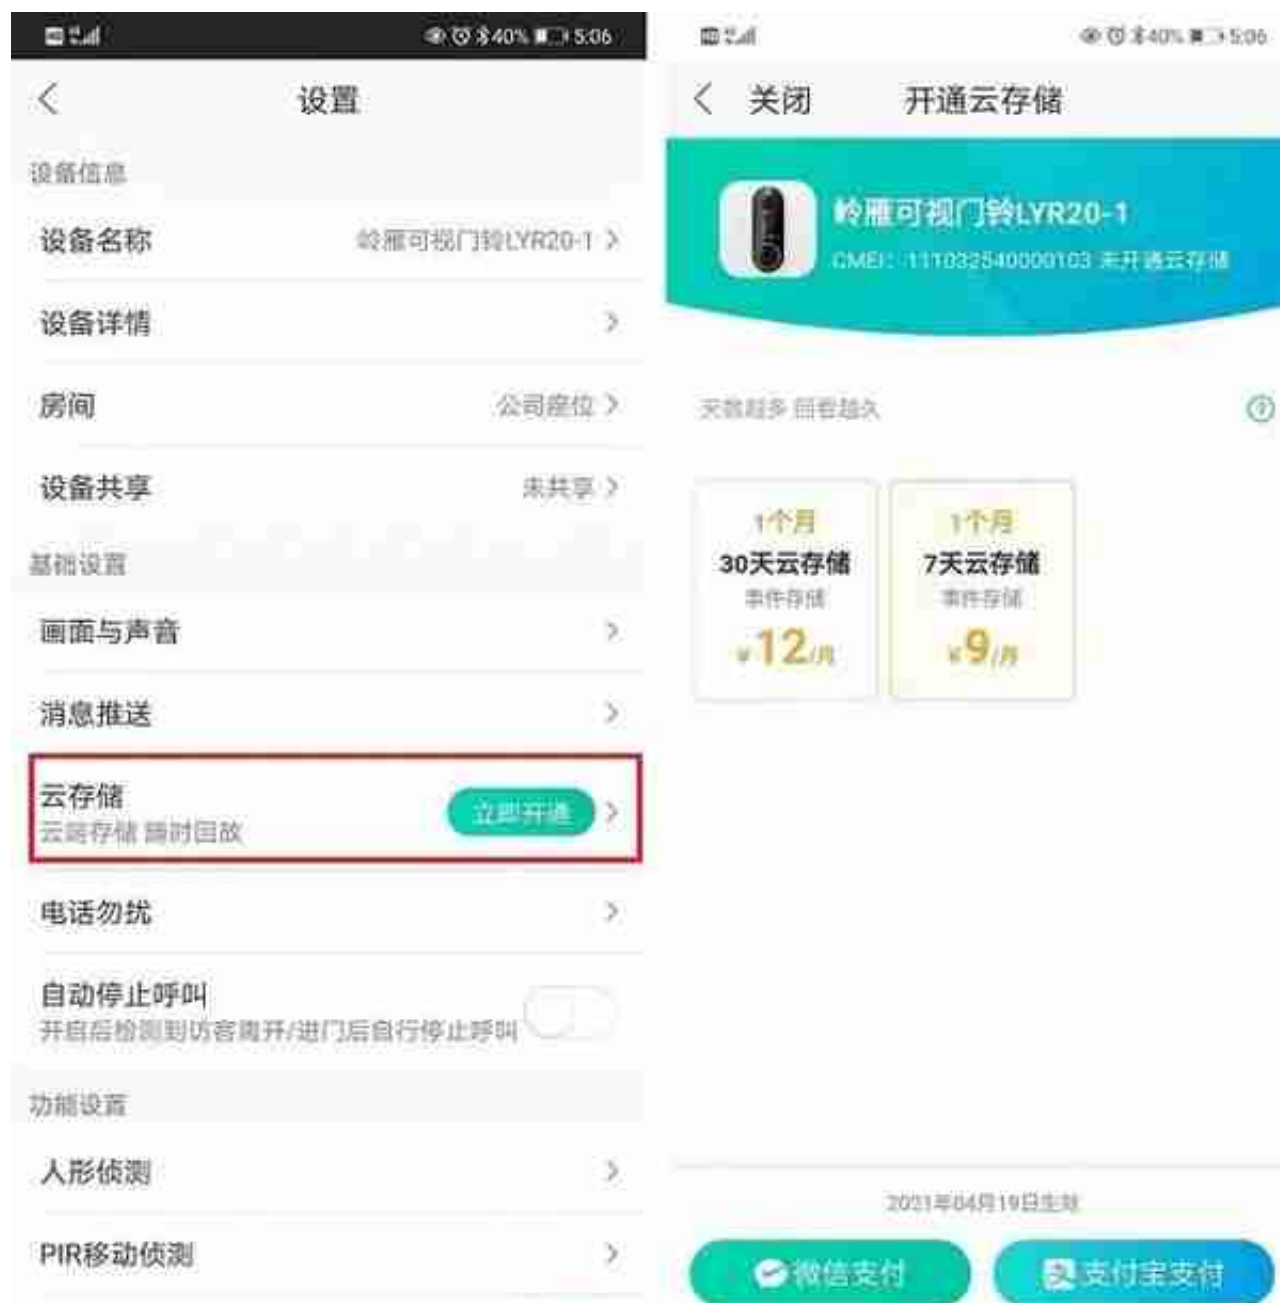 40% 5:06
设置
设备信息
设备名称
岭雁可视门铃LYR20-1
设备详情
房间
公司座位
设备共享
未共享
基础设置
画面与声音
消息推送
云存储
立即开通
云端存储 随时回放
电话勿扰
自动停止呼叫
开启后检测到访客离开/进门后自行停止呼叫
功能设置
人形侦测
PIR移动侦测
40% 5:06
关闭
开通云存储
岭雁可视门铃LYR20-1
CMEI: 111032540000103 未开通云存储
天数越多 回看越久
1个月
30天云存储
事件存储
¥12/月
1个月
7天云存储
事件存储
¥9/月
2021年04月19日生效
微信支付
支付宝支付